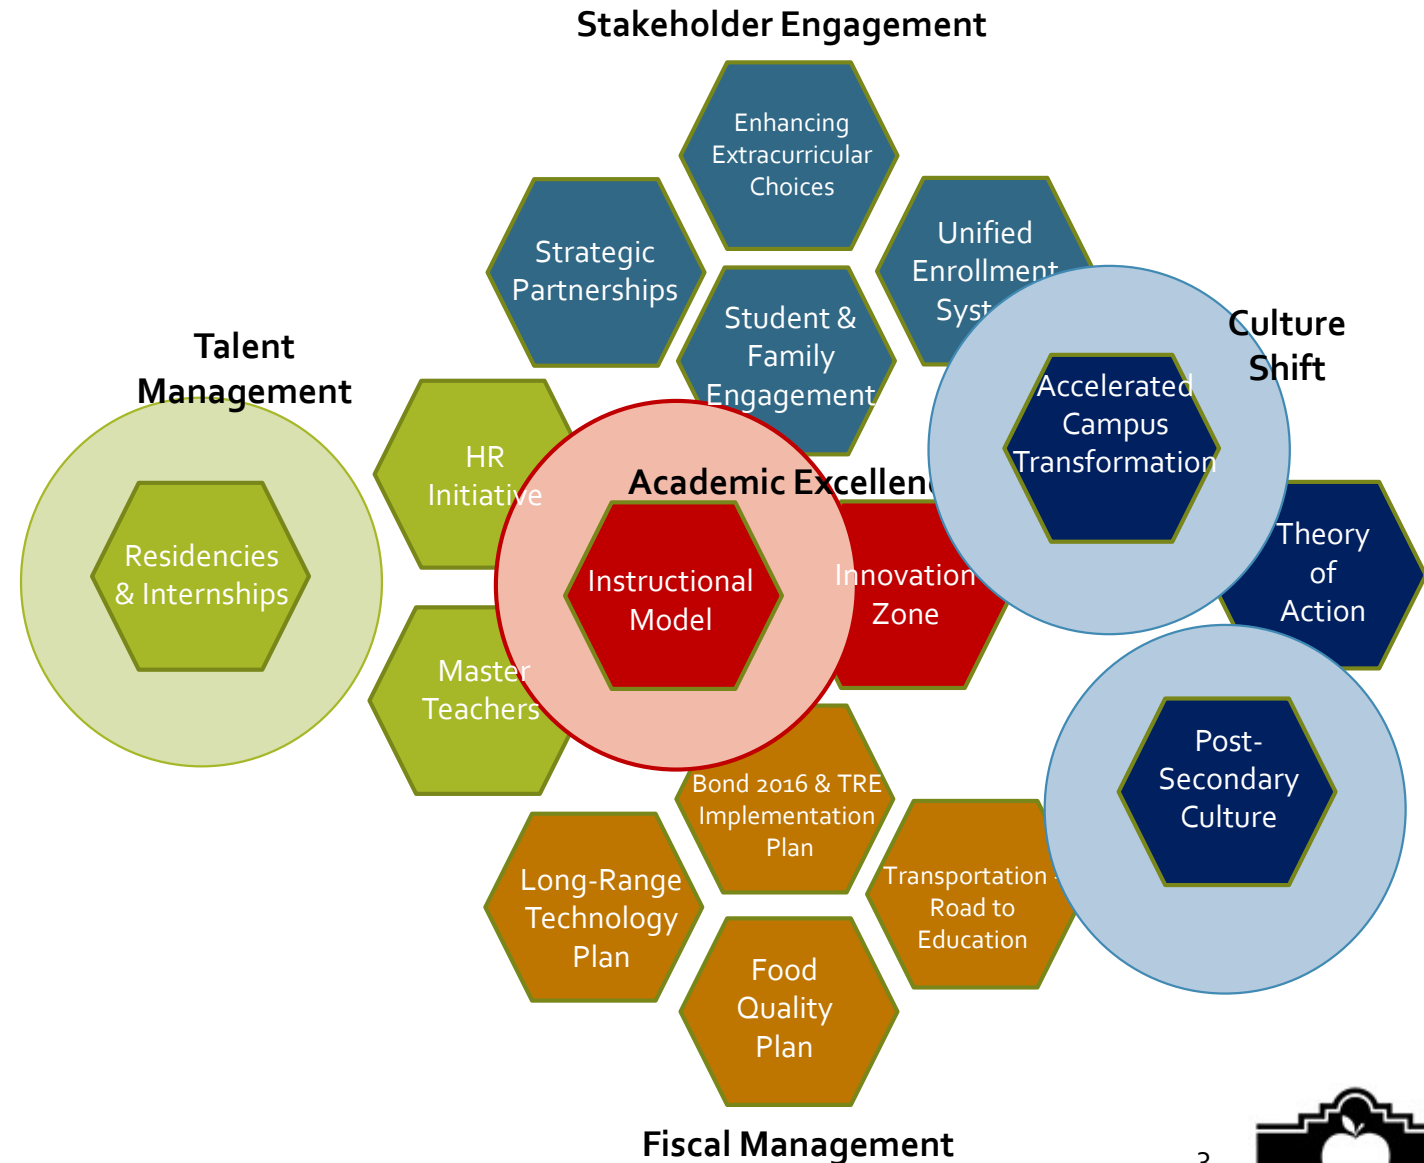 Stakeholder Engagement
Enhancing
Extracurricular
Choices
Strategic
Partnerships
Unified
Enrollment
Syst
Student &
Family
Engagement
Culture
Shift
Accelerated
Campus
Transformation
Talent
Management
HR
Initiative
Residencies
& Internships
Master
Teachers
Academic Excellen
Instructional
Model
Innovation
Zone
Theory
of
Action
Post-
Secondary
Culture
Bond 2016 & TRE
Implementation
Plan
Long-Range
Technology
Plan
Transportation -
Road to
Education
Food
Quality
Plan
Fiscal Management
3